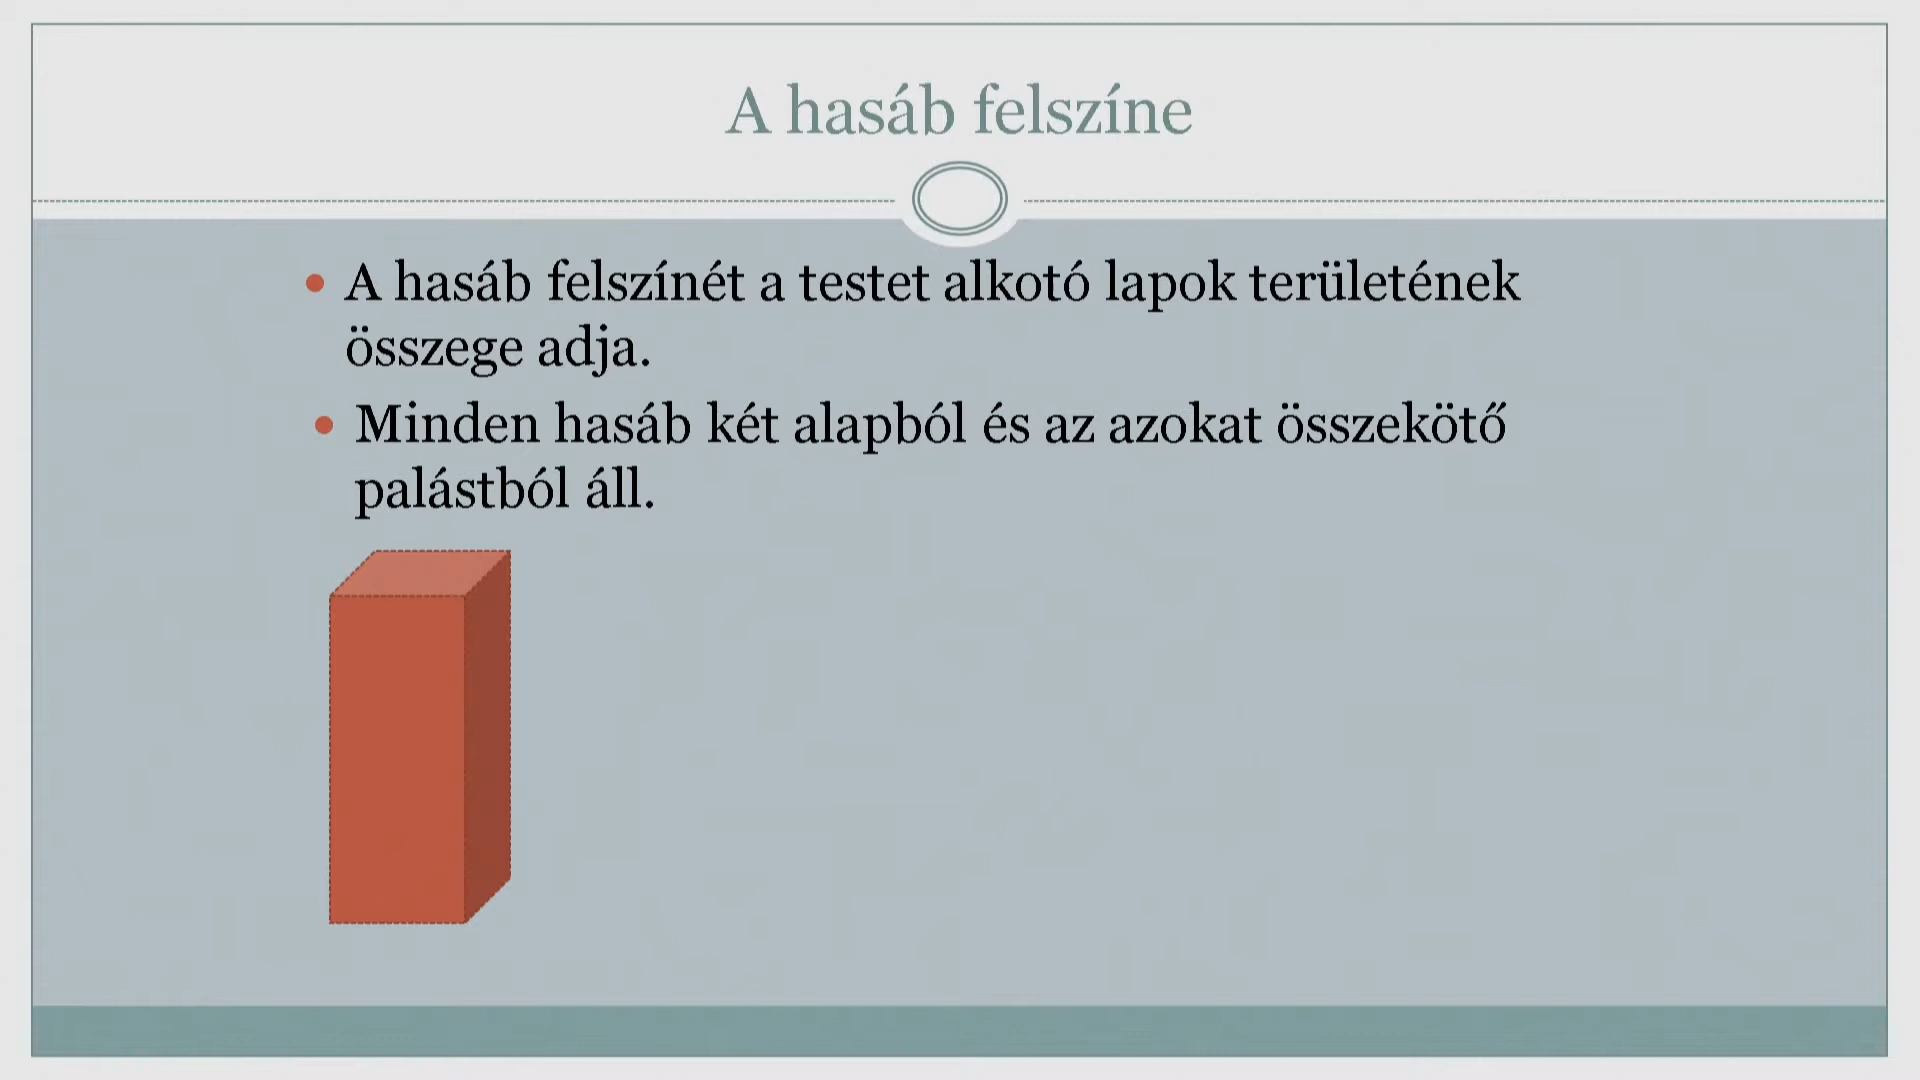 A hasáb felszíne
A hasáb felszínét a testet alkotó lapok területének
összege adja.
Minden hasáb két alapból és az azokat összekötő
palástból áll.